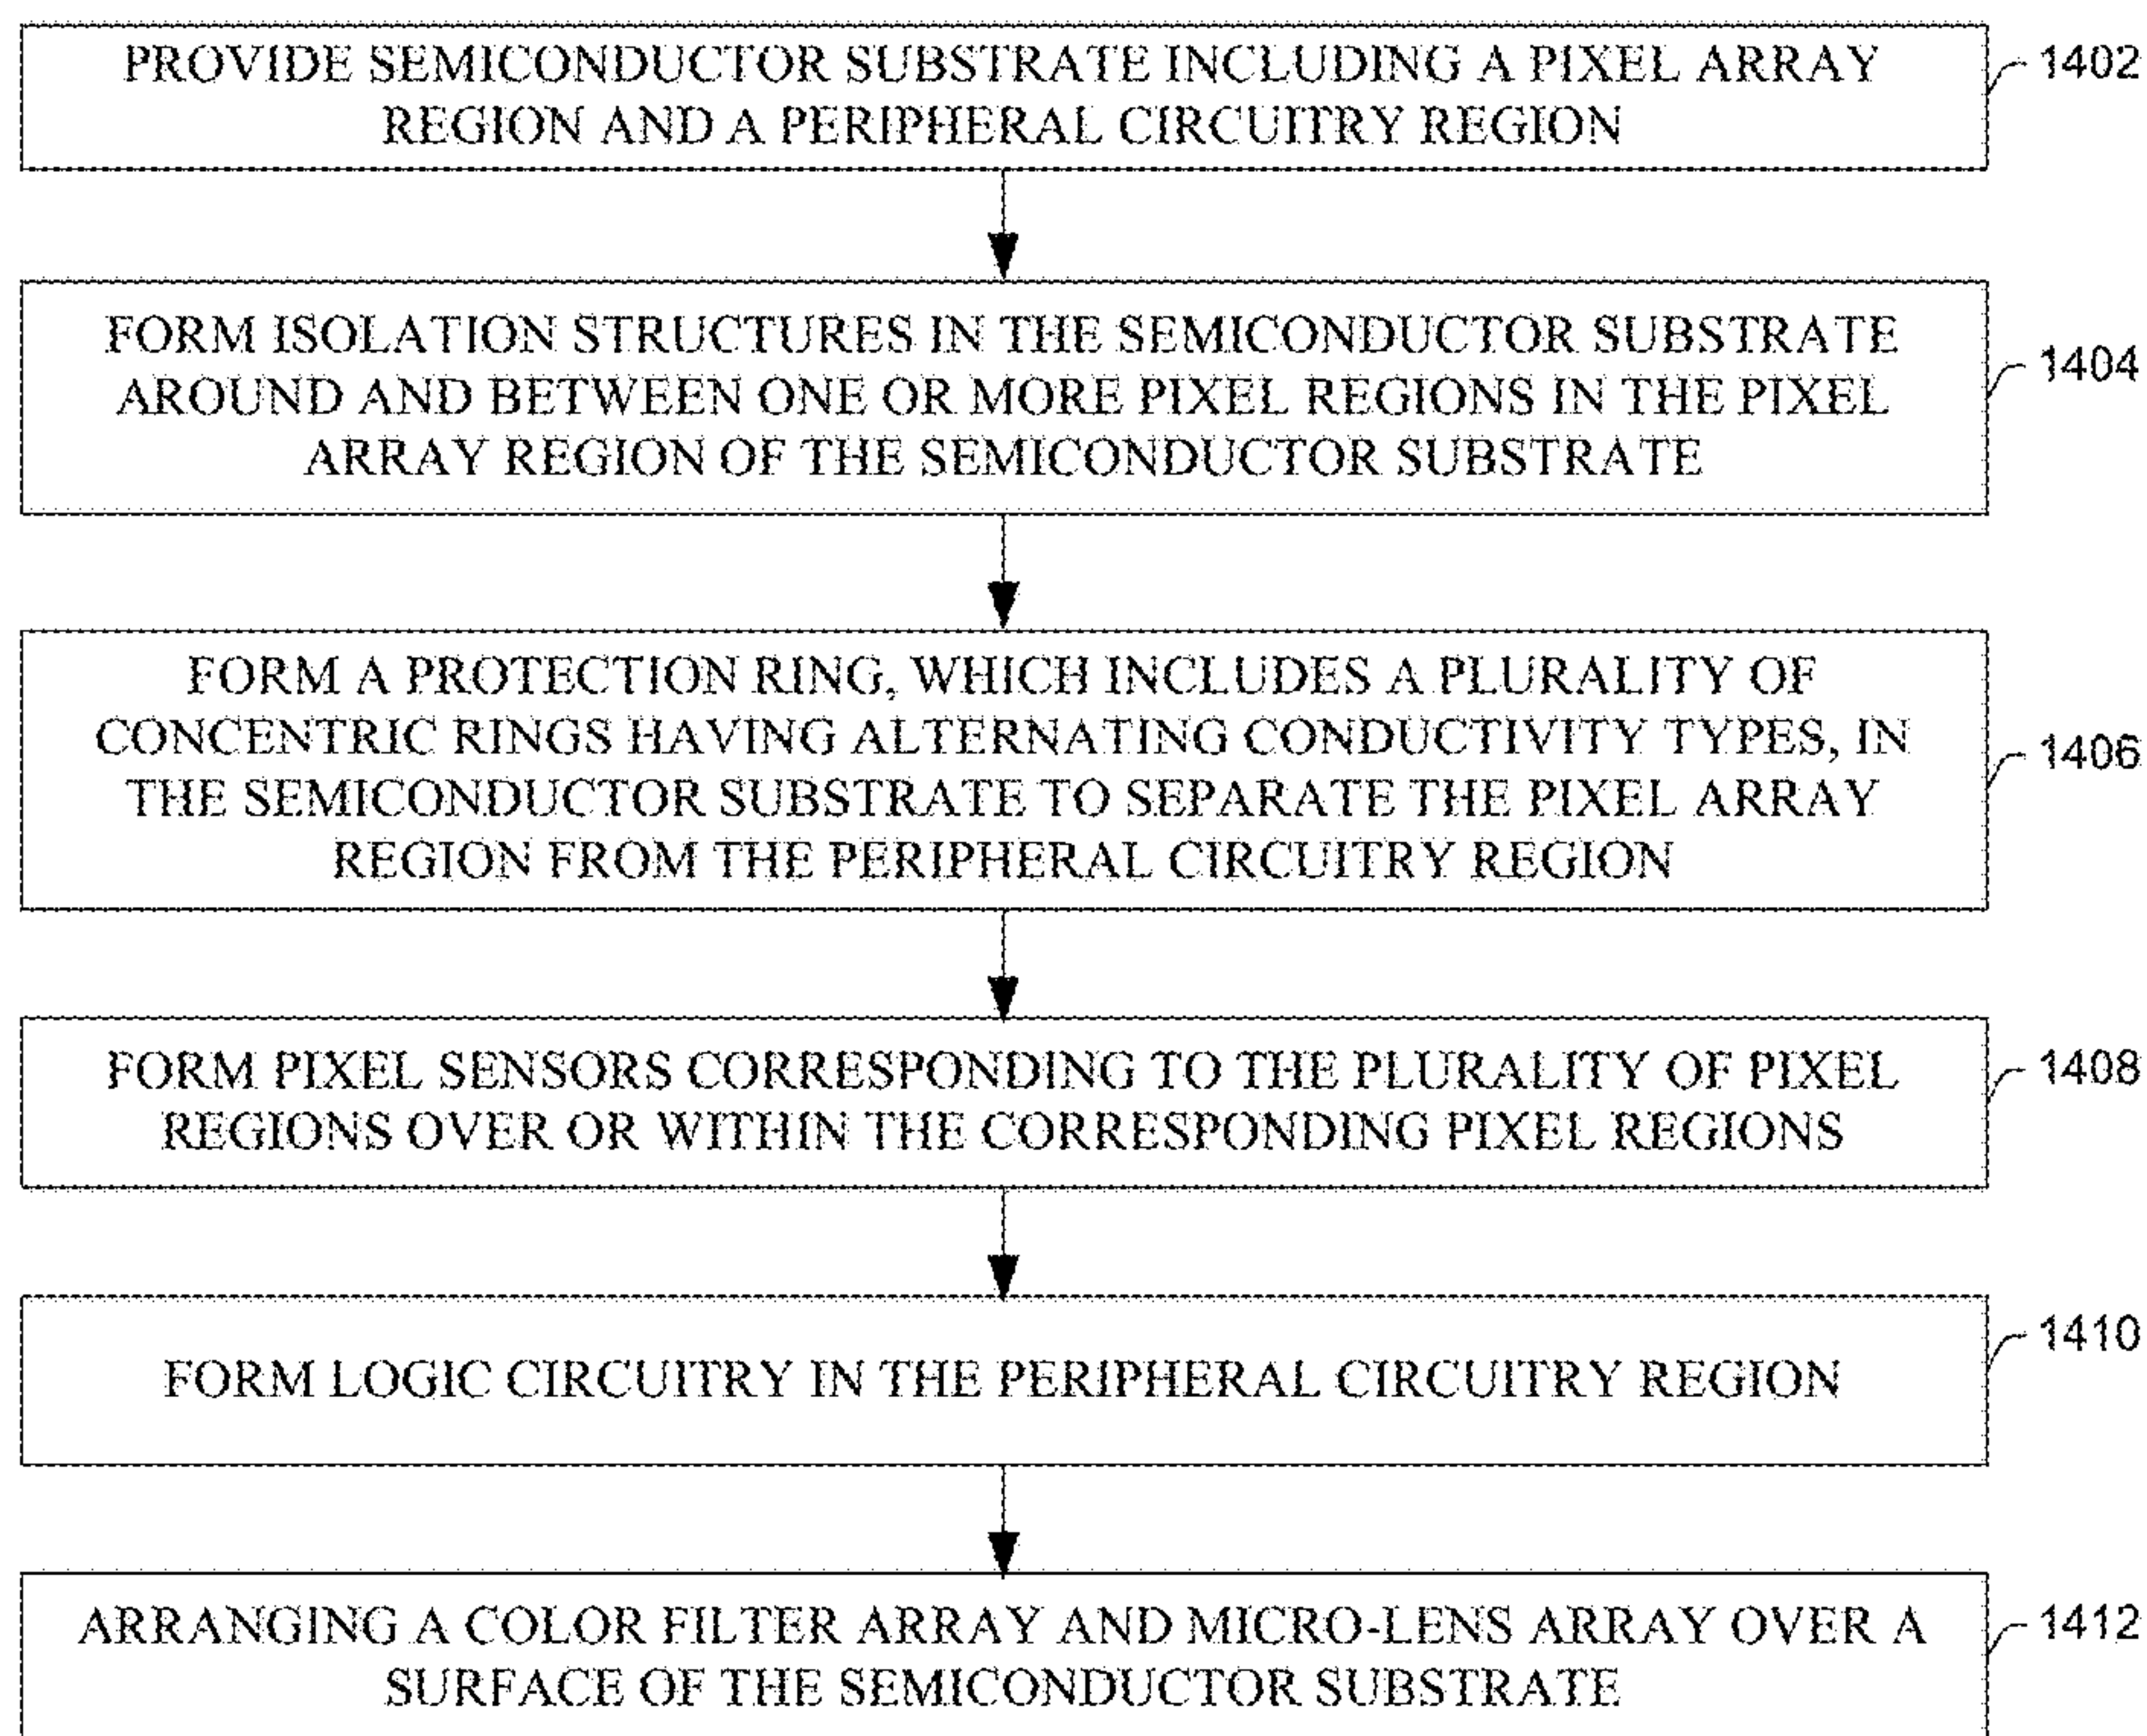 PROVIDE SEMICONDUCTOR SUBSTRATE INCLUDING A PIXEL ARRAY
REGION AND A PERIPHERAL CIRCUITRY REGION
1402
FORM ISOLATION STRUCTURES IN THE SEMICONDUCTOR SUBSTRATE
AROUND AND BETWEEN ONE OR MORE PIXEL REGIONS IN THE PIXEL
ARRAY REGION OF THE SEMICONDUCTOR SUBSTRATE
1404
FORM A PROTECTION RING, WHICH INCLUDES A PLURALITY OF
CONCENTRIC RINGS HAVING ALTERNATING CONDUCTIVITY TYPES, IN
THE SEMICONDUCTOR SUBSTRATE TO SEPARATE THE PIXEL ARRAY
REGION FROM THE PERIPHERAL CIRCUITRY REGION
1406
FORM PIXEL SENSORS CORRESPONDING TO THE PLURALITY OF PIXEL
REGIONS OVER OR WITHIN THE CORRESPONDING PIXEL REGIONS
1408
FORM LOGIC CIRCUITRY IN THE PERIPHERAL CIRCUITRY REGION
1410
ARRANGING A COLOR FILTER ARRAY AND MICRO-LENS ARRAY OVER A
SURFACE OF THE SEMICONDUCTOR SUBSTRATE
1412